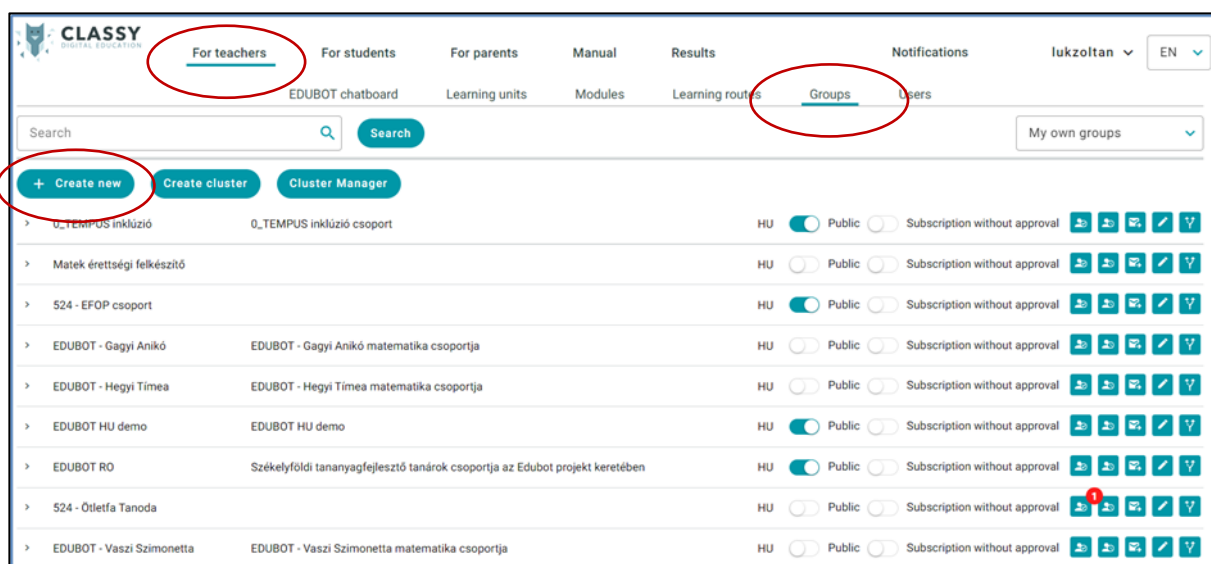 CLASSY
DIGITAL EDUCATION
For teachers For students For parents Manual Results Notifications lukzoltan EN
EDUBOT chatboard Learning units Modules Learning routes Groups Users
Search Search My own groups
+ Create new Create cluster Cluster Manager
0_TEMPUS inklúzió 0_TEMPUS inklúzió csoport HU Public Subscription without approval
Matek érettségi felkészítő HU Public Subscription without approval
524 - EFOP csoport HU Public Subscription without approval
EDUBOT - Gagyi Anikó EDUBOT - Gagyi Anikó matematika csoportja HU Public Subscription without approval
EDUBOT - Hegyi Tímea EDUBOT - Hegyi Tímea matematika csoportja HU Public Subscription without approval
EDUBOT HU demo EDUBOT HU demo HU Public Subscription without approval
EDUBOT RO Székelyföldi tananyagfejlesztő tanárok csoportja az Edubot projekt keretében HU Public Subscription without approval
524 - Ötletfa Tanoda HU Public Subscription without approval 1
EDUBOT - Vaszi Szimonetta EDUBOT - Vaszi Szimonetta matematika csoportja HU Public Subscription without approval